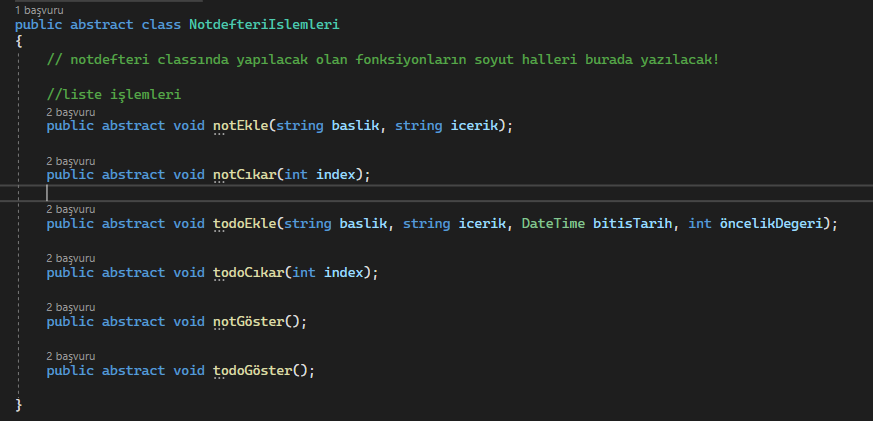 1 başvuru
public abstract class NotdefteriIslemleri
{
// notdefteri classında yapılacak olan fonksiyonların soyut halleri burada yazılacak!
//liste işlemleri
2 başvuru
public abstract void notEkle(string baslik, string icerik);
2 başvuru
public abstract void notCıkar(int index);
2 başvuru
public abstract void todoEkle(string baslik, string icerik, DateTime bitisTarih, int öncelikDegeri);
2 başvuru
public abstract void todoCıkar(int index);
2 başvuru
public abstract void notGöster();
2 başvuru
public abstract void todoGöster();
}